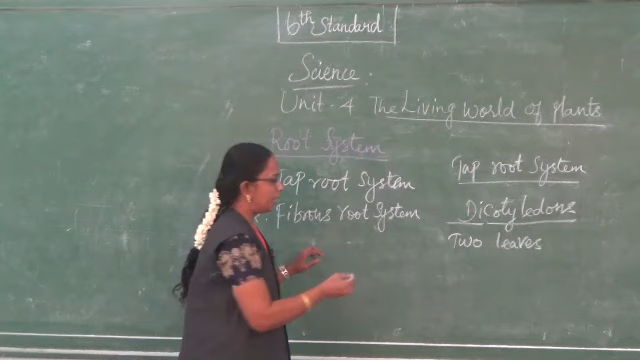 6th Standard
Science:
Unit - 4 The Living World of plants
Root System
Tap root System
Fibrous root System
Tap root System
Dicotyledons
Two leaves